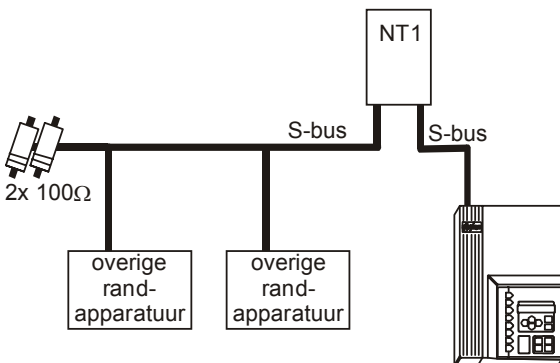 NT1
S-bus
S-bus
2x 100Ω
overige
rand-
apparatuur
overige
rand-
apparatuur